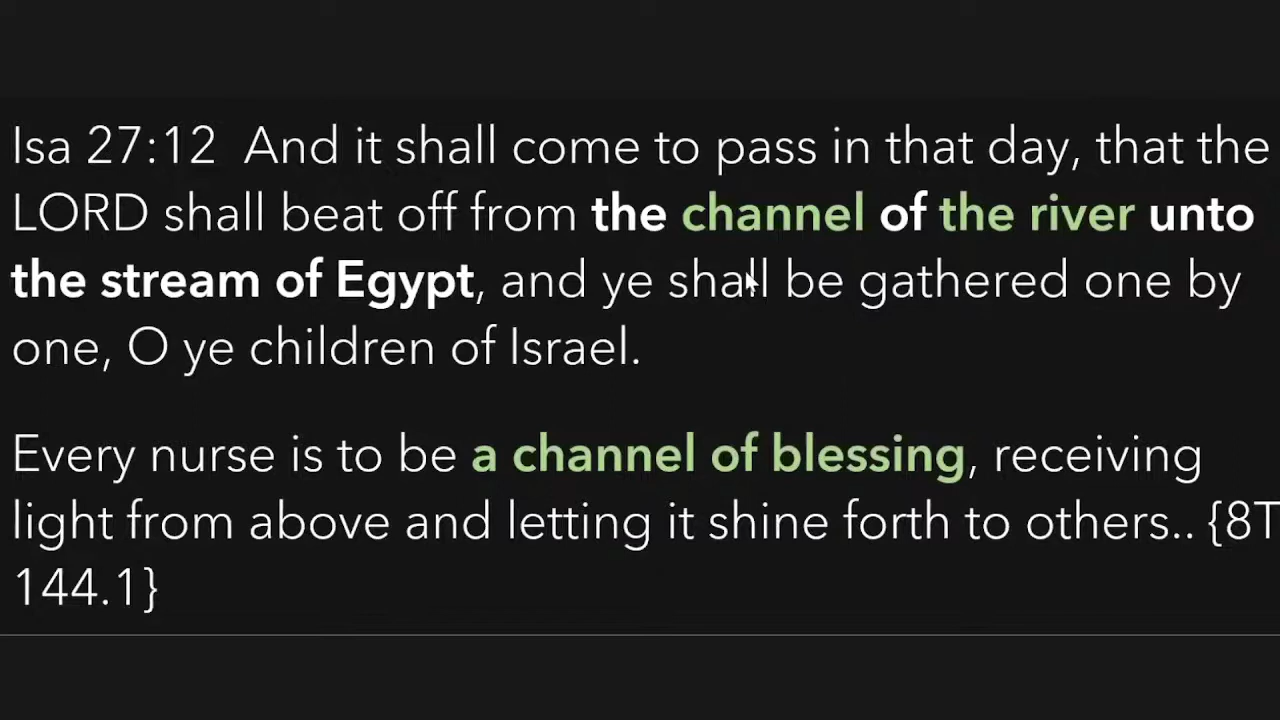 Isa 27:12  And it shall come to pass in that day, that the
LORD shall beat off from the channel of the river unto
the stream of Egypt, and ye shall be gathered one by
one, O ye children of Israel.
Every nurse is to be a channel of blessing, receiving
light from above and letting it shine forth to others.. {8T
144.1}